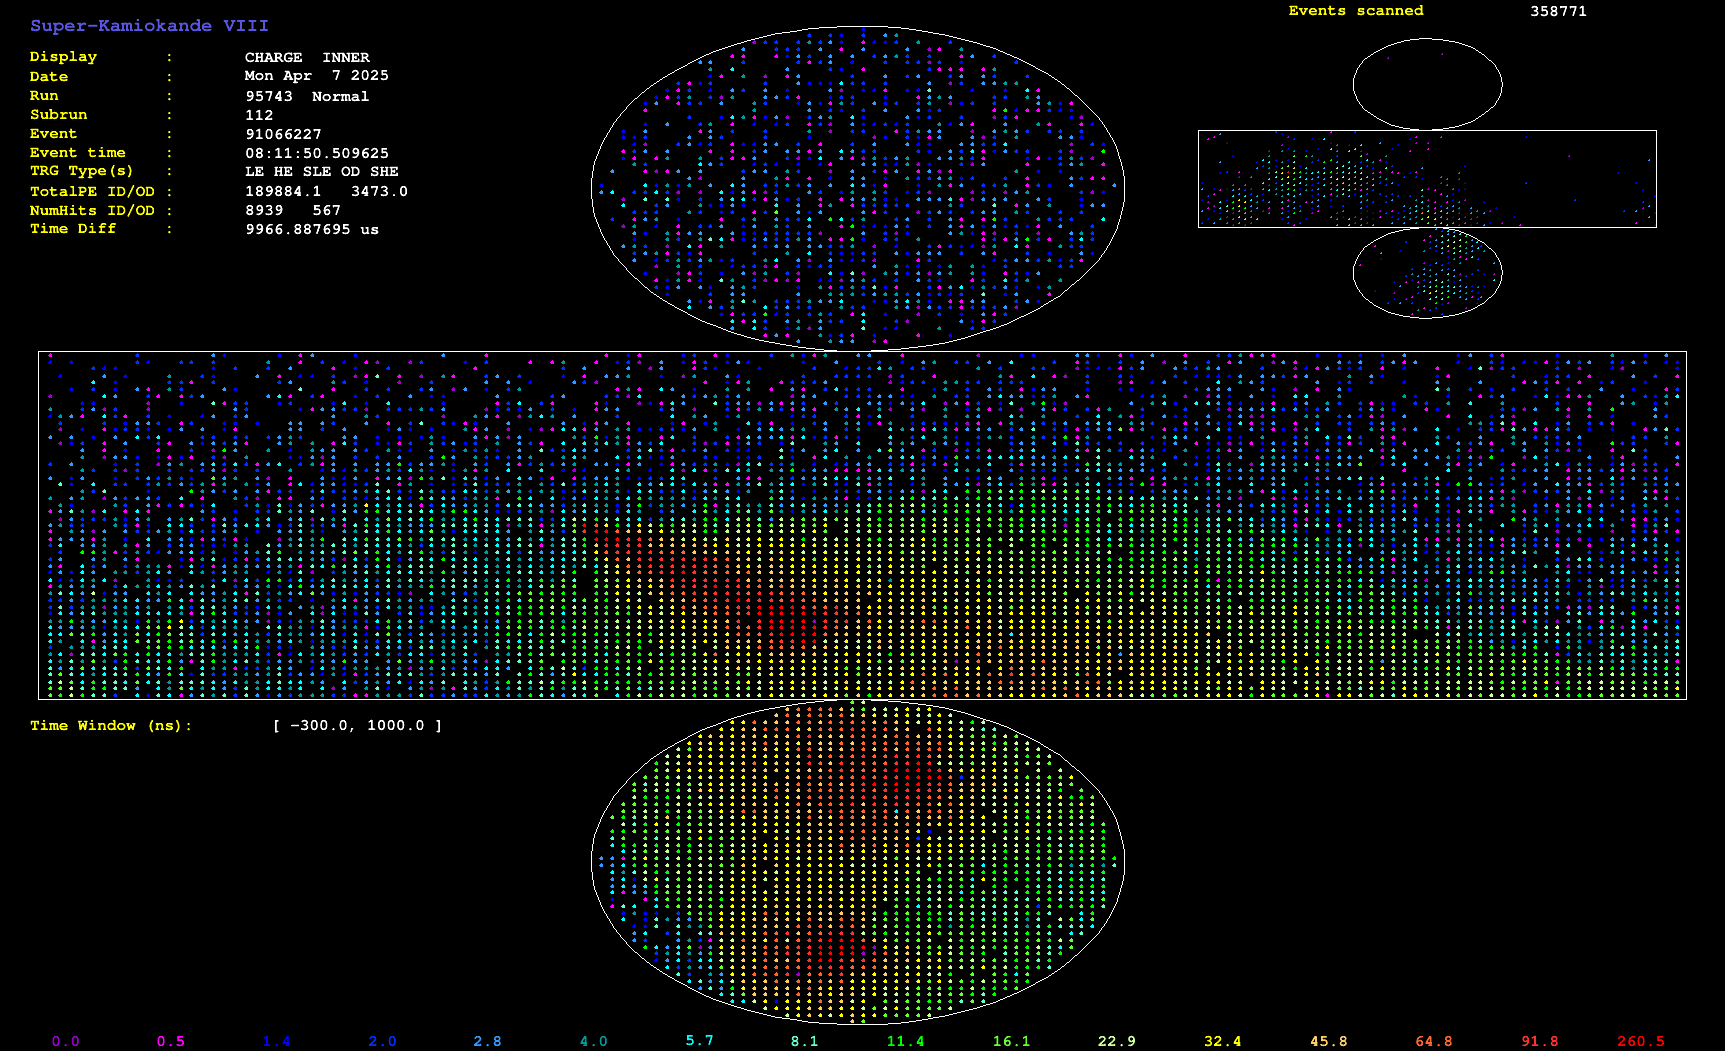 Super-Kamiokande VIII
Events scanned 358771
Display : CHARGE INNER
Date : Mon Apr 7 2025
Run : 95743 Normal
Subrun : 112
Event : 91066227
Event time : 08:11:50.509625
TRG Type(s) : LE HE SLE OD SHE
TotalPE ID/OD : 189884.1 3473.0
NumHits ID/OD : 8939 567
Time Diff : 9966.887695 us
Time Window (ns): [ -300.0, 1000.0 ]
0.0 0.5 1.4 2.0 2.8 4.0 5.7 8.1 11.4 16.1 22.9 32.4 45.8 64.8 91.8 260.5